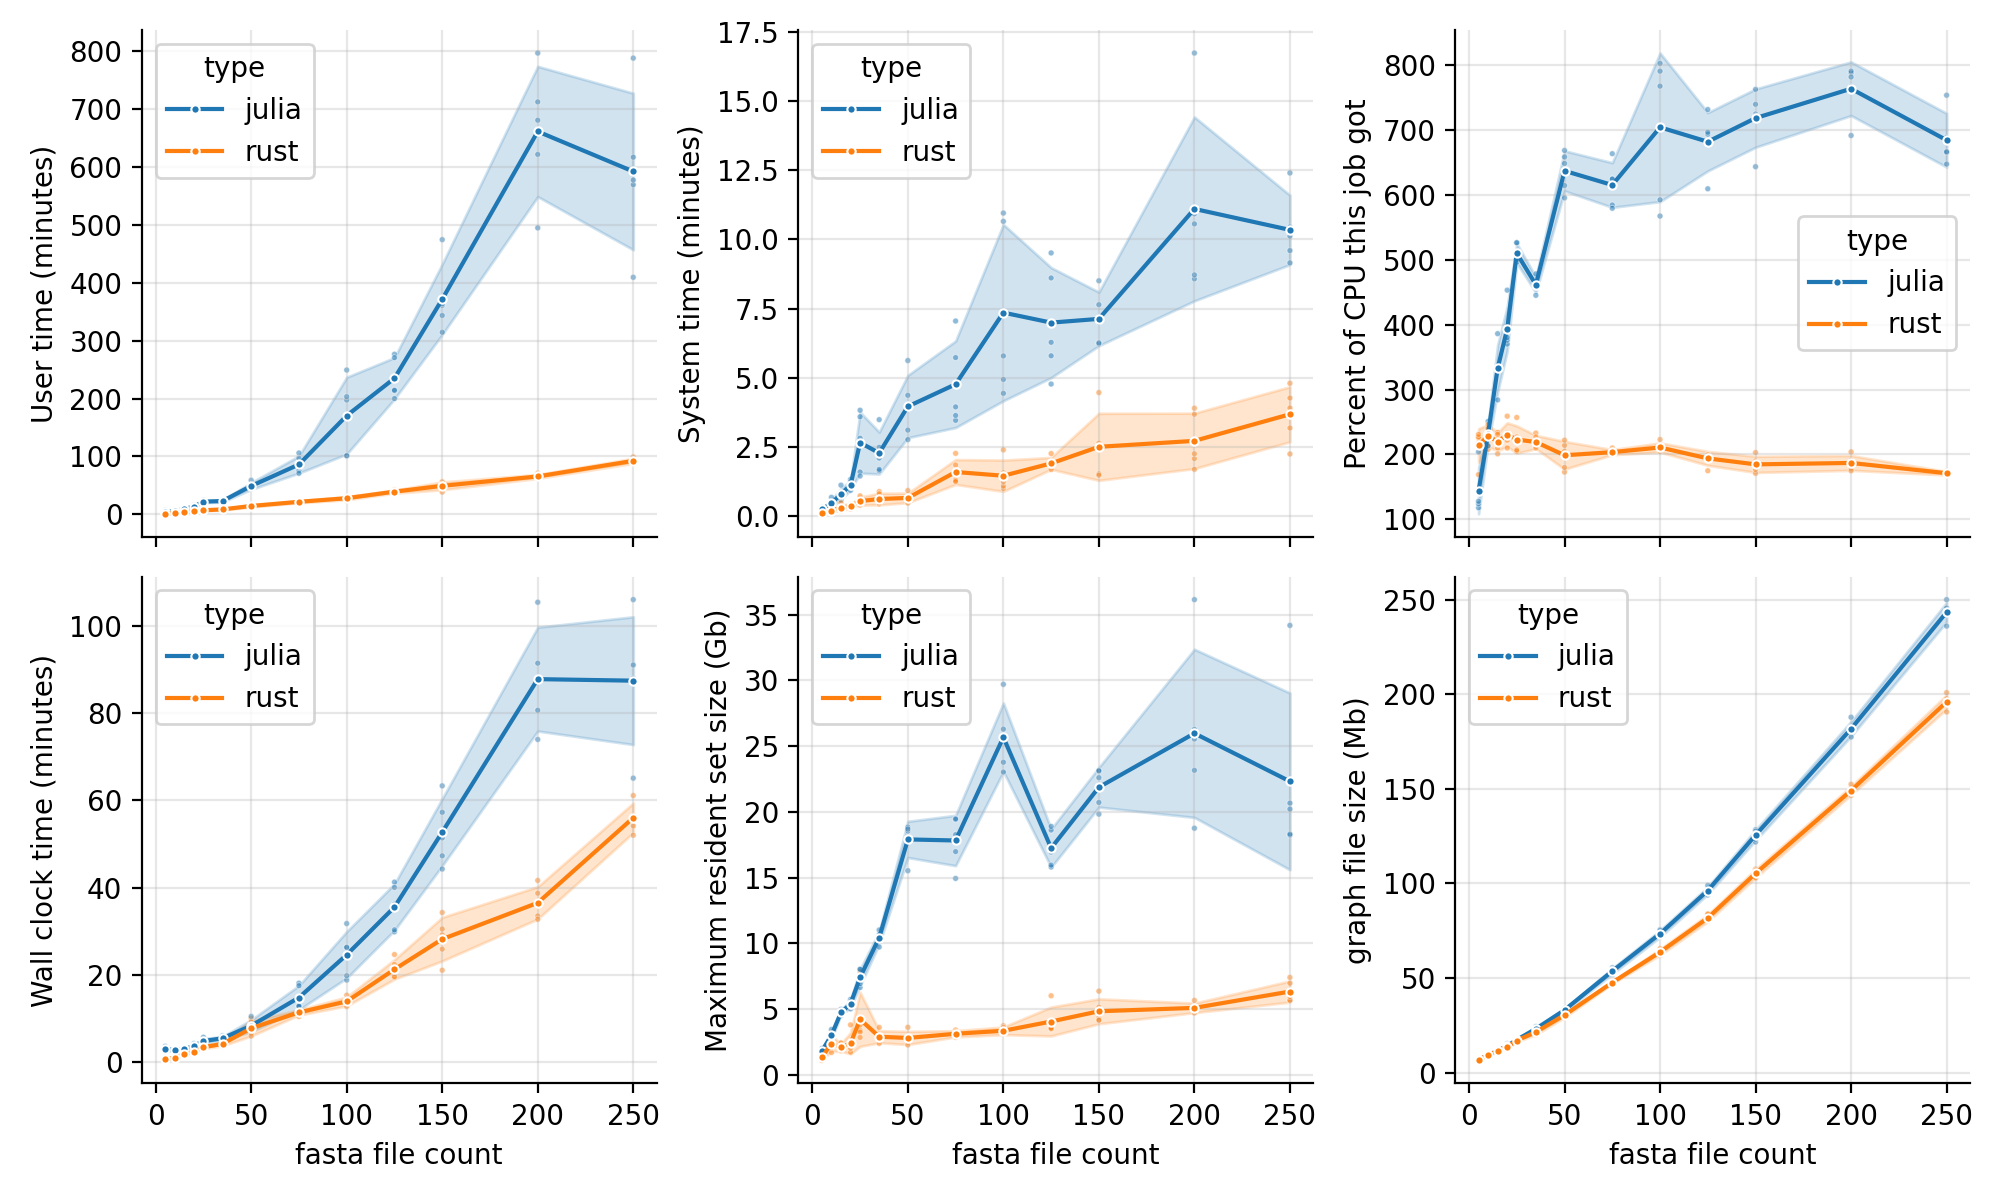 User time (minutes)
800
700
600
500
400
300
200
100
0
type
julia
rust
System time (minutes)
17.5
15.0
12.5
10.0
7.5
5.0
2.5
0.0
type
julia
rust
Percent of CPU this job got
800
700
600
500
400
300
200
100
type
julia
rust
Wall clock time (minutes)
100
80
60
40
20
0
type
julia
rust
0 50 100 150 200 250
fasta file count
Maximum resident set size (Gb)
35
30
25
20
15
10
5
0
type
julia
rust
0 50 100 150 200 250
fasta file count
graph file size (Mb)
250
200
150
100
50
0
type
julia
rust
0 50 100 150 200 250
fasta file count